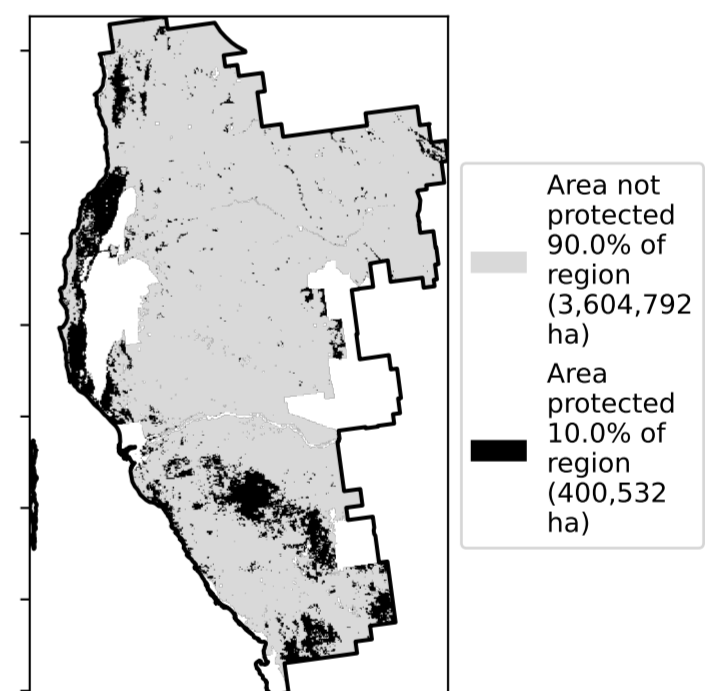 Area not
protected
90.0% of
region
(3,604,792
ha)
Area
protected
10.0% of
region
(400,532
ha)